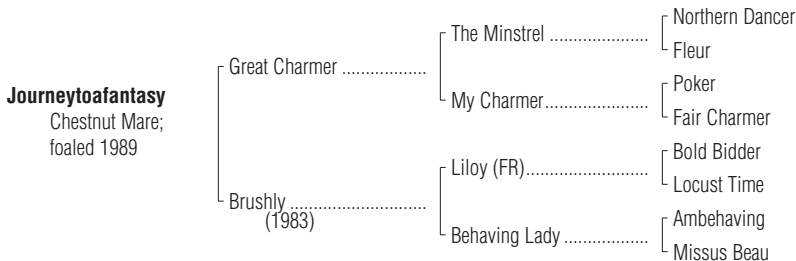 Journeytoafantasy
Chestnut Mare;
foaled 1989
Great Charmer ..................
Brushly .............................
(1983)
The Minstrel .....................
My Charmer......................
Liloy (FR)..........................
Behaving Lady ..................
Northern Dancer
Fleur
Poker
Fair Charmer
Bold Bidder
Locust Time
Ambehaving
Missus Beau